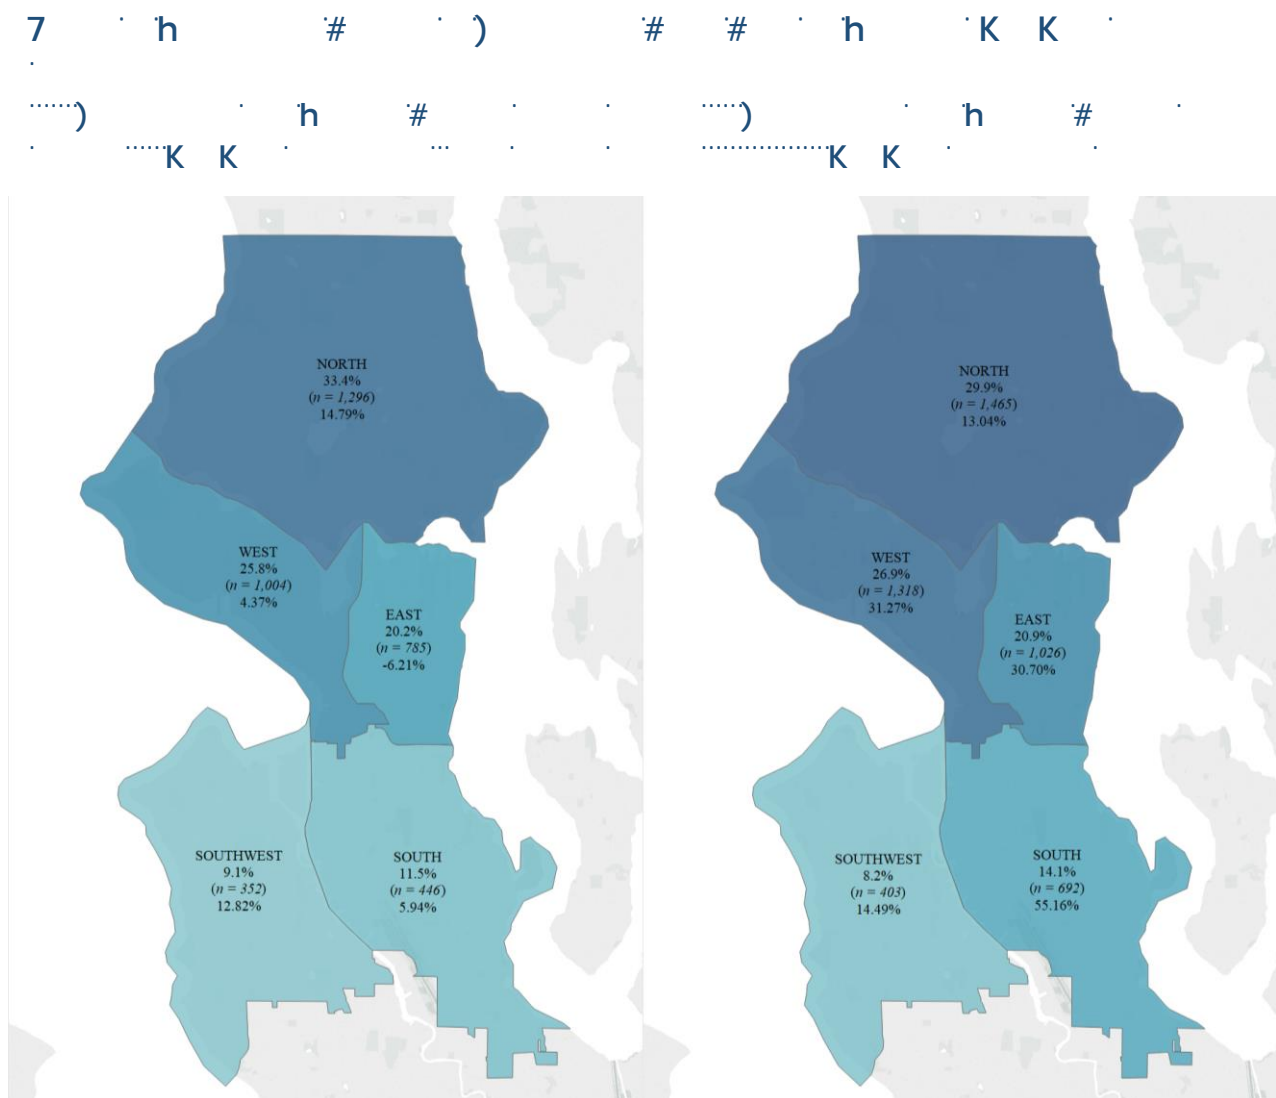 NORTH
33.4%
(n = 1,296)
14.79%
WEST
25.8%
(n = 1,004)
4.37%
EAST
20.2%
(n = 785)
-6.21%
SOUTHWEST
9.1%
(n = 352)
12.82%
SOUTH
11.5%
(n = 446)
5.94%
NORTH
29.9%
(n = 1,465)
13.04%
WEST
26.9%
(n = 1,318)
31.27%
EAST
20.9%
(n = 1,026)
30.70%
SOUTHWEST
8.2%
(n = 403)
14.49%
SOUTH
14.1%
(n = 692)
55.16%